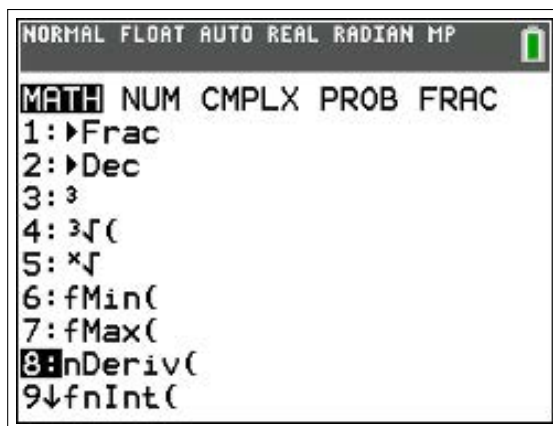 NORMAL FLOAT AUTO REAL RADIAN MP
MATH NUM CMPLX PROB FRAC
1:▶Frac
2:▶Dec
3:³
4:³√(
5:ˣ√
6:fMin(
7:fMax(
8:nDeriv(
9↓fnInt(